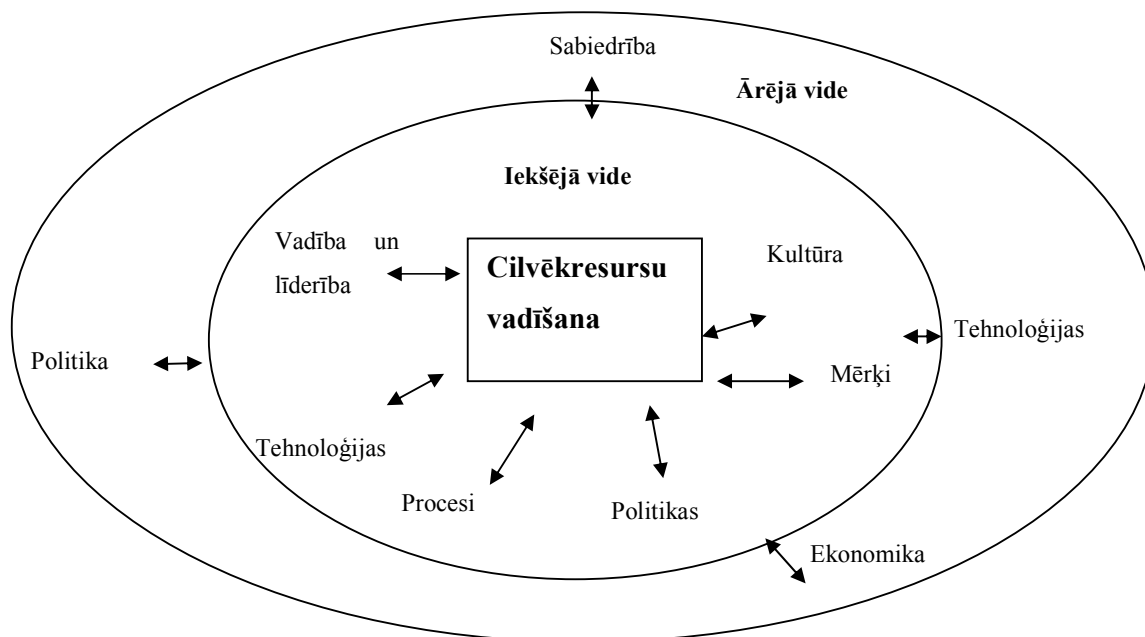 Sabiedrība
Ārējā vide
Iekšējā vide
Vadība un
līderība
Cilvēkresursu
vadīšana
Kultūra
Politika
Tehnoloģijas
Mērķi
Tehnoloģijas
Procesi
Politikas
Ekonomika